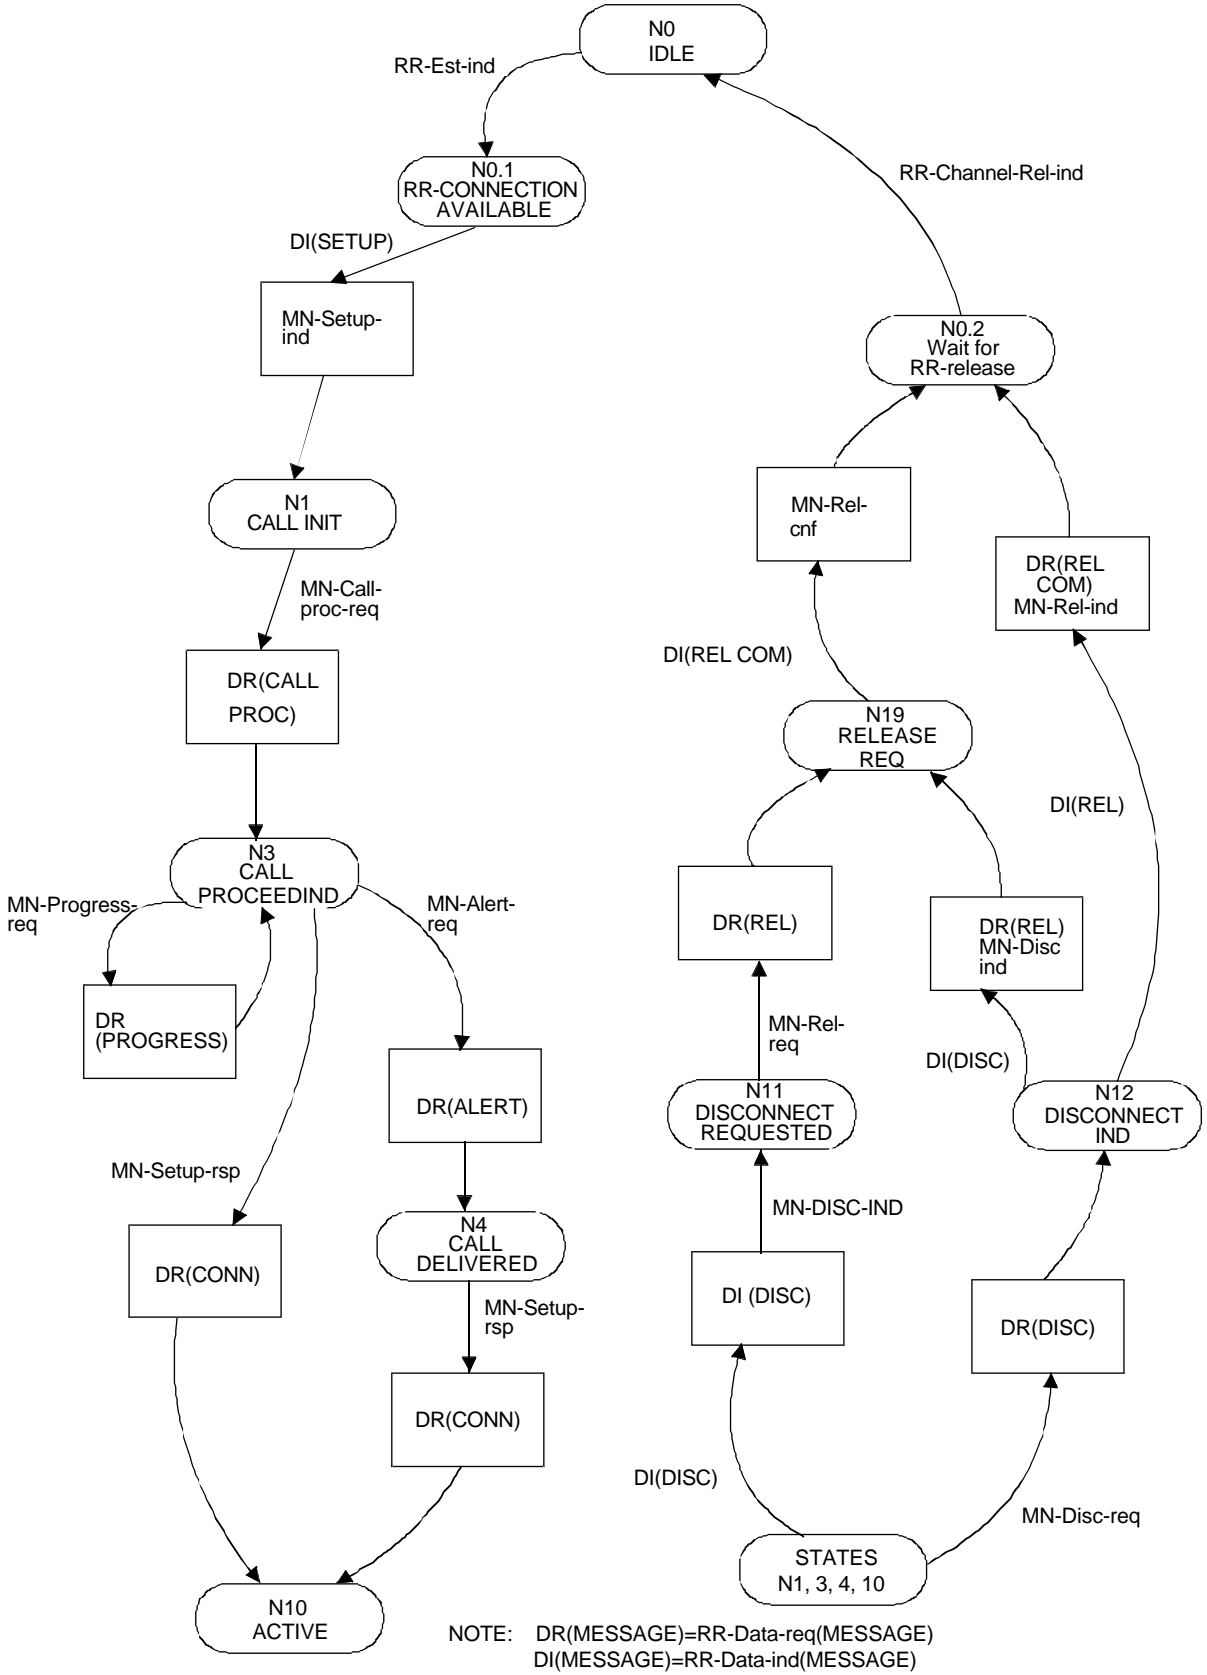 N0
IDLE
RR-Est-ind
N0.1
RR-CONNECTION
AVAILABLE
RR-Channel-Rel-ind
DI(SETUP)
MN-Setup-
ind
N0.2
Wait for
RR-release
N1
CALL INIT
MN-Rel-
cnf
DR(REL
COM)
MN-Rel-ind
MN-Call-
proc-req
DI(REL COM)
DR(CALL
PROC)
N19
RELEASE
REQ
DI(REL)
N3
CALL
PROCEEDIND
MN-Progress-
req
MN-Alert-
req
DR(REL)
DR(REL)
MN-Disc
ind
DR
(PROGRESS)
MN-Rel-
req
DI(DISC)
DR(ALERT)
N11
DISCONNECT
REQUESTED
N12
DISCONNECT
IND
MN-Setup-rsp
MN-DISC-IND
N4
CALL
DELIVERED
DR(CONN)
DI (DISC)
DR(DISC)
MN-Setup-
rsp
DR(CONN)
DI(DISC)
MN-Disc-req
STATES
N1, 3, 4, 10
N10
ACTIVE
NOTE: DR(MESSAGE)=RR-Data-req(MESSAGE)
DI(MESSAGE)=RR-Data-ind(MESSAGE)